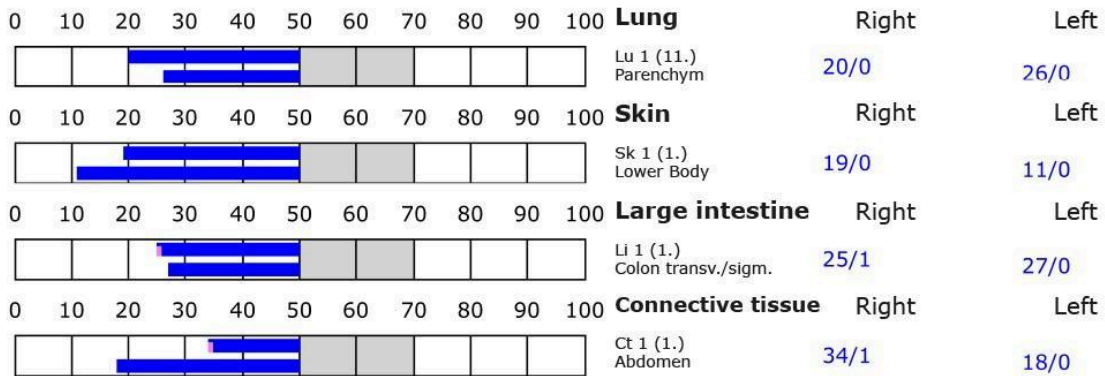 0 10 20 30 40 50 60 70 80 90 100 Lung Right Left
Lu 1 (11.)
Parenchym 20/0 26/0
0 10 20 30 40 50 60 70 80 90 100 Skin Right Left
Sk 1 (1.)
Lower Body 19/0 11/0
0 10 20 30 40 50 60 70 80 90 100 Large intestine Right Left
Li 1 (1.)
Colon transv./sigm. 25/1 27/0
0 10 20 30 40 50 60 70 80 90 100 Connective tissue Right Left
Ct 1 (1.)
Abdomen 34/1 18/0